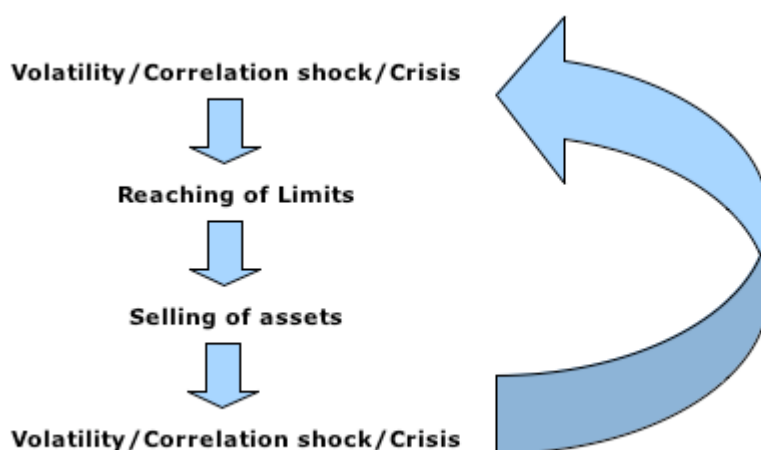 Volatility/Correlation shock/Crisis
Reaching of Limits
Selling of assets
Volatility/Correlation shock/Crisis